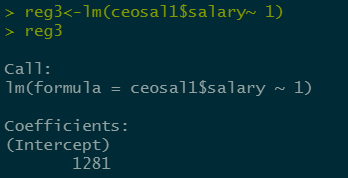 > reg3<-lm(ceosal1$salary~ 1)
> reg3
Call:
lm(formula = ceosal1$salary ~ 1)
Coefficients:
(Intercept)
1281